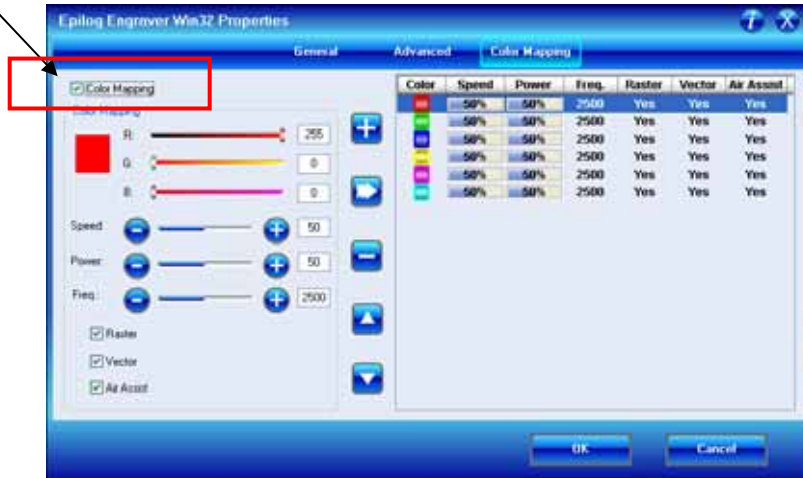 Epilog Engraver Win32 Properties
General Advanced Color Mapping
Color Mapping
Color Mapping
R: 255
G: 0
B: 0
Speed: 50
Power: 50
Freq.: 2500
Raster
Vector
Air Assist
Color Speed Power Freq. Raster Vector Air Assist
50% 50% 2500 Yes Yes Yes
50% 50% 2500 Yes Yes Yes
50% 50% 2500 Yes Yes Yes
50% 50% 2500 Yes Yes Yes
50% 50% 2500 Yes Yes Yes
50% 50% 2500 Yes Yes Yes
OK Cancel